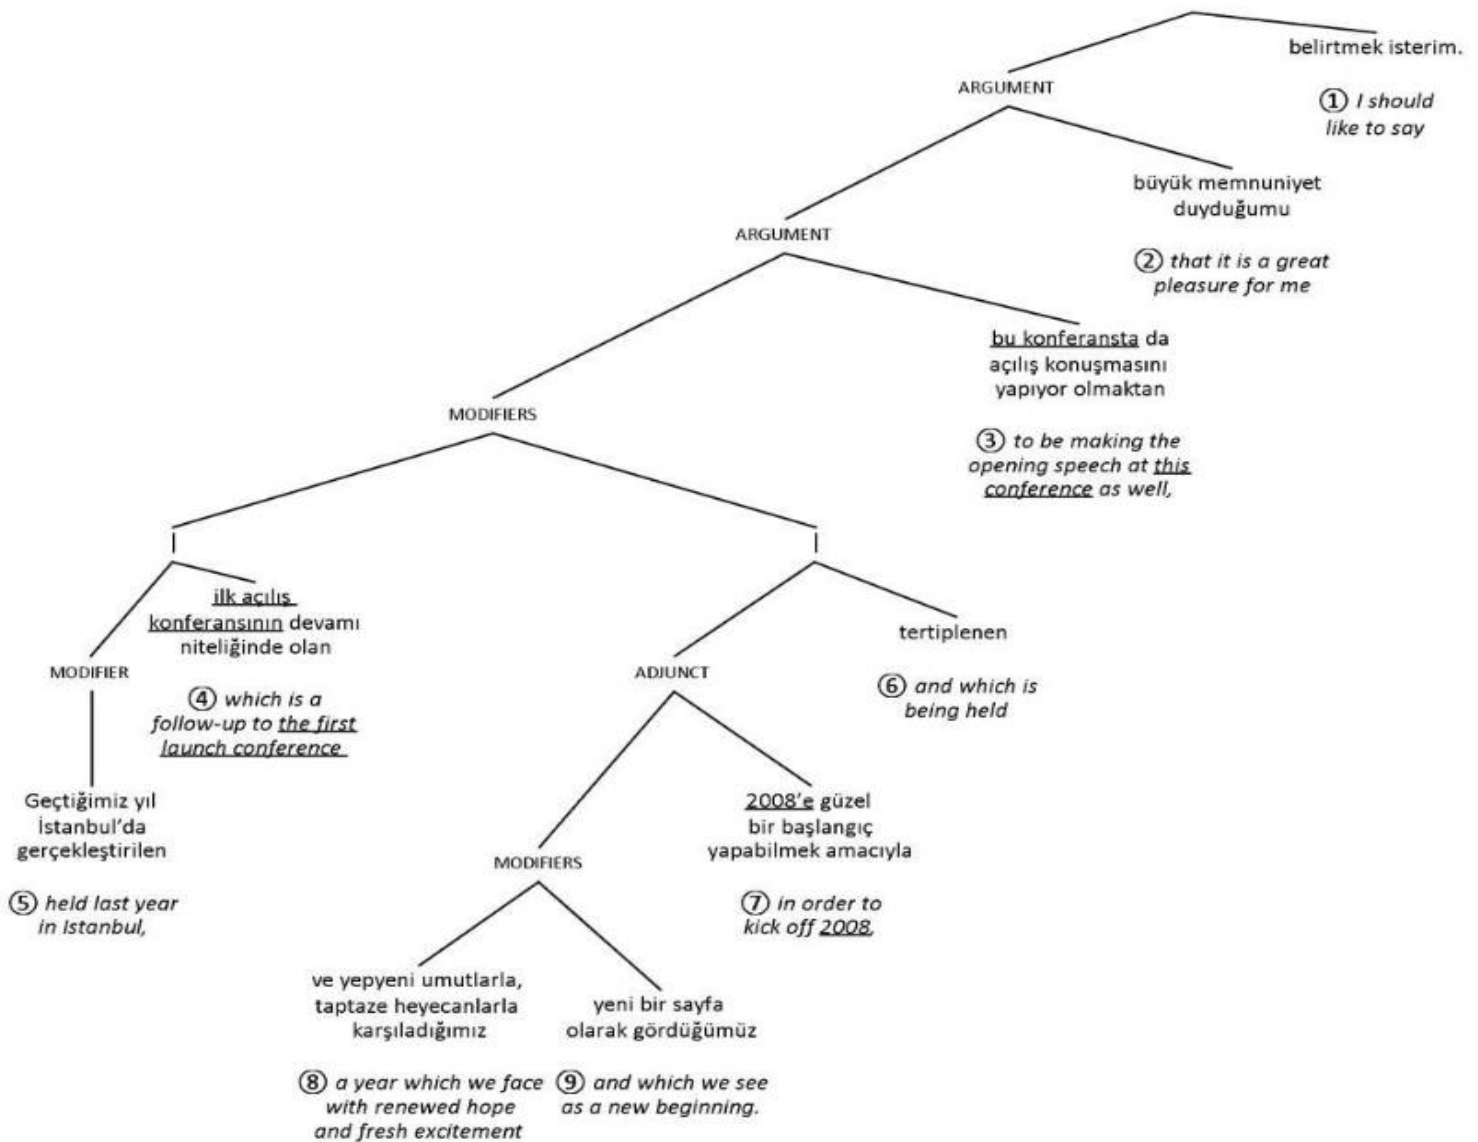 belirtmek isterim.
① I should
like to say
ARGUMENT
büyük memnuniyet
duyduğumu
② that it is a great
pleasure for me
ARGUMENT
bu konferansta da
açılış konuşmasını
yapıyor olmaktan
③ to be making the
opening speech at this
conference as well,
MODIFIERS
ilk açılış
konferansının devamı
niteliğinde olan
④ which is a
follow-up to the first
launch conference
MODIFIER
Geçtiğimiz yıl
İstanbul'da
gerçekleştirilen
⑤ held last year
in Istanbul,
tertiplenen
⑥ and which is
being held
ADJUNCT
2008'e güzel
bir başlangıç
yapabilmek amacıyla
⑦ in order to
kick off 2008,
MODIFIERS
ve yepyeni umutlarla,
taptaze heyecanlarla
karşıladığımız
⑧ a year which we face
with renewed hope
and fresh excitement
yeni bir sayfa
olarak gördüğümüz
⑨ and which we see
as a new beginning.